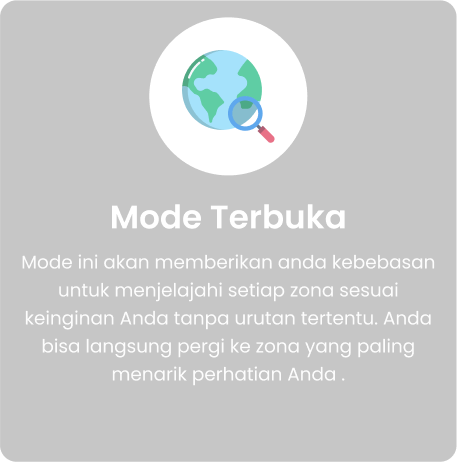 Mode Terbuka
Mode ini akan memberikan anda kebebasan
untuk menjelajahi setiap zona sesuai
keinginan Anda tanpa urutan tertentu. Anda
bisa langsung pergi ke zona yang paling
menarik perhatian Anda .